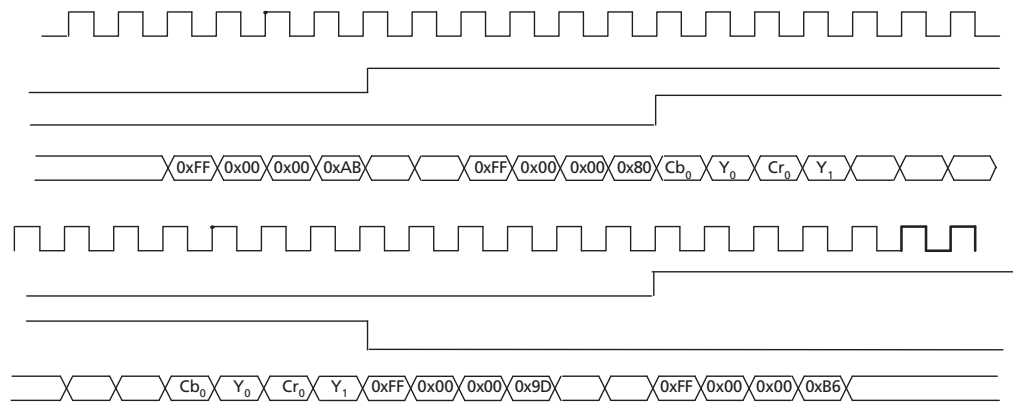 0xFF 0x00 0x00 0xAB 0xFF 0x00 0x00 0x80 Cb₀ Y₀ Cr₀ Y₁
Cb₀ Y₀ Cr₀ Y₁ 0xFF 0x00 0x00 0x9D 0xFF 0x00 0x00 0xB6